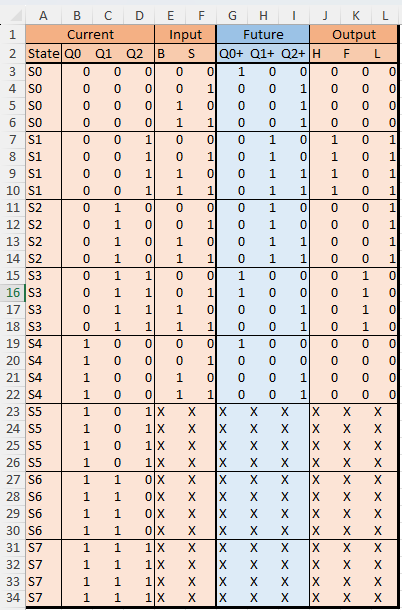 A B C D E F G H I J K L
1 Current Input Future Output
2 State Q0 Q1 Q2 B S Q0+ Q1+ Q2+ H F L
3 S0 0 0 0 0 0 1 0 0 0 0 0
4 S0 0 0 0 0 1 0 0 1 0 0 0
5 S0 0 0 0 1 0 0 0 1 0 0 0
6 S0 0 0 0 1 1 0 0 1 0 0 0
7 S1 0 0 1 0 0 0 1 0 1 0 1
8 S1 0 0 1 0 1 0 1 0 1 0 1
9 S1 0 0 1 1 0 0 0 1 1 0 1
10 S1 0 0 1 1 1 0 0 1 1 0 1
11 S2 0 1 0 0 0 0 1 0 0 0 1
12 S2 0 1 0 0 1 0 1 0 0 0 1
13 S2 0 1 0 1 0 0 0 1 0 0 1
14 S2 0 1 0 1 1 0 0 1 0 0 1
15 S3 0 1 1 0 0 1 0 0 0 1 0
16 S3 0 1 1 0 1 1 0 0 0 1 0
17 S3 0 1 1 1 0 0 0 1 0 1 0
18 S3 0 1 1 1 1 0 0 1 0 1 0
19 S4 1 0 0 0 0 1 0 0 0 0 0
20 S4 1 0 0 0 1 0 0 0 0 0 0
21 S4 1 0 0 1 0 0 0 1 0 0 0
22 S4 1 0 0 1 1 0 0 1 0 0 0
23 S5 1 0 1 X X X X X X X X
24 S5 1 0 1 X X X X X X X X
25 S5 1 0 1 X X X X X X X X
26 S5 1 0 1 X X X X X X X X
27 S6 1 1 0 X X X X X X X X
28 S6 1 1 0 X X X X X X X X
29 S6 1 1 0 X X X X X X X X
30 S6 1 1 0 X X X X X X X X
31 S7 1 1 1 X X X X X X X X
32 S7 1 1 1 X X X X X X X X
33 S7 1 1 1 X X X X X X X X
34 S7 1 1 1 X X X X X X X X